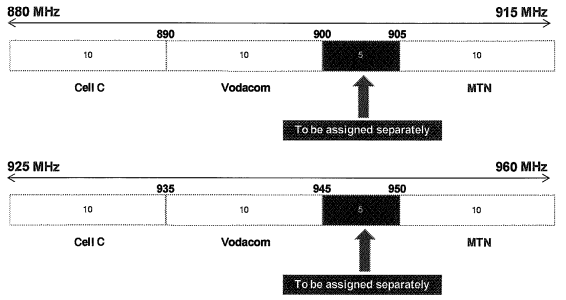 880 MHz 915 MHz
890 900 905
10 10 5 10
Cell C Vodacom MTN
To be assigned separately
925 MHz 960 MHz
935 945 950
10 10 5 10
Cell C Vodacom MTN
To be assigned separately